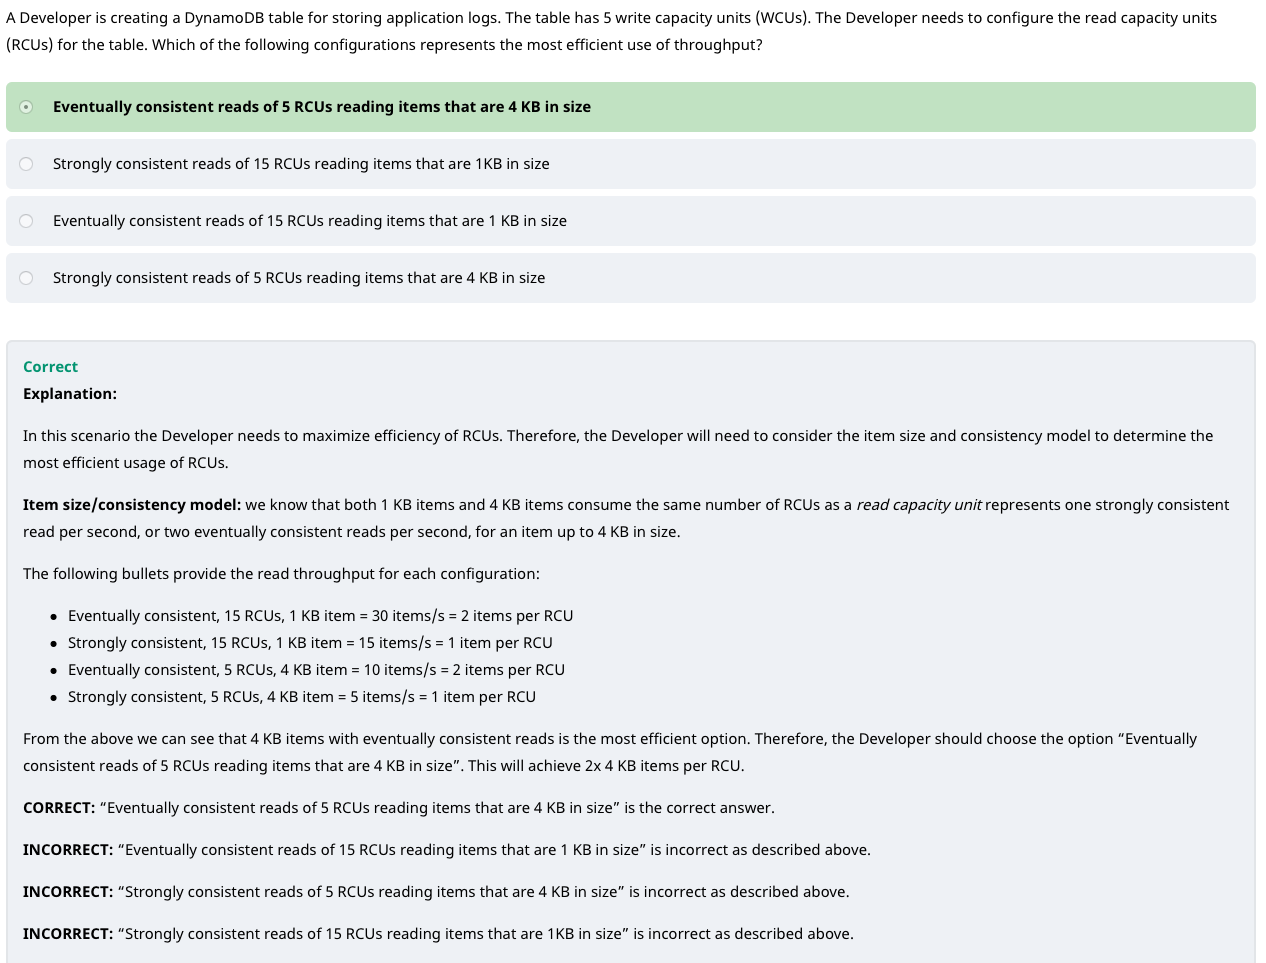 A Developer is creating a DynamoDB table for storing application logs. The table has 5 write capacity units (WCUs). The Developer needs to configure the read capacity units
(RCUs) for the table. Which of the following configurations represents the most efficient use of throughput?
Eventually consistent reads of 5 RCUs reading items that are 4 KB in size
Strongly consistent reads of 15 RCUs reading items that are 1KB in size
Eventually consistent reads of 15 RCUs reading items that are 1 KB in size
Strongly consistent reads of 5 RCUs reading items that are 4 KB in size
Correct
Explanation:
In this scenario the Developer needs to maximize efficiency of RCUs. Therefore, the Developer will need to consider the item size and consistency model to determine the
most efficient usage of RCUs.
Item size/consistency model: we know that both 1 KB items and 4 KB items consume the same number of RCUs as a read capacity unit represents one strongly consistent
read per second, or two eventually consistent reads per second, for an item up to 4 KB in size.
The following bullets provide the read throughput for each configuration:
• Eventually consistent, 15 RCUs, 1 KB item = 30 items/s = 2 items per RCU
• Strongly consistent, 15 RCUs, 1 KB item = 15 items/s = 1 item per RCU
• Eventually consistent, 5 RCUs, 4 KB item = 10 items/s = 2 items per RCU
• Strongly consistent, 5 RCUs, 4 KB item = 5 items/s = 1 item per RCU
From the above we can see that 4 KB items with eventually consistent reads is the most efficient option. Therefore, the Developer should choose the option “Eventually
consistent reads of 5 RCUs reading items that are 4 KB in size”. This will achieve 2x 4 KB items per RCU.
CORRECT: “Eventually consistent reads of 5 RCUs reading items that are 4 KB in size” is the correct answer.
INCORRECT: “Eventually consistent reads of 15 RCUs reading items that are 1 KB in size” is incorrect as described above.
INCORRECT: “Strongly consistent reads of 5 RCUs reading items that are 4 KB in size” is incorrect as described above.
INCORRECT: “Strongly consistent reads of 15 RCUs reading items that are 1KB in size” is incorrect as described above.